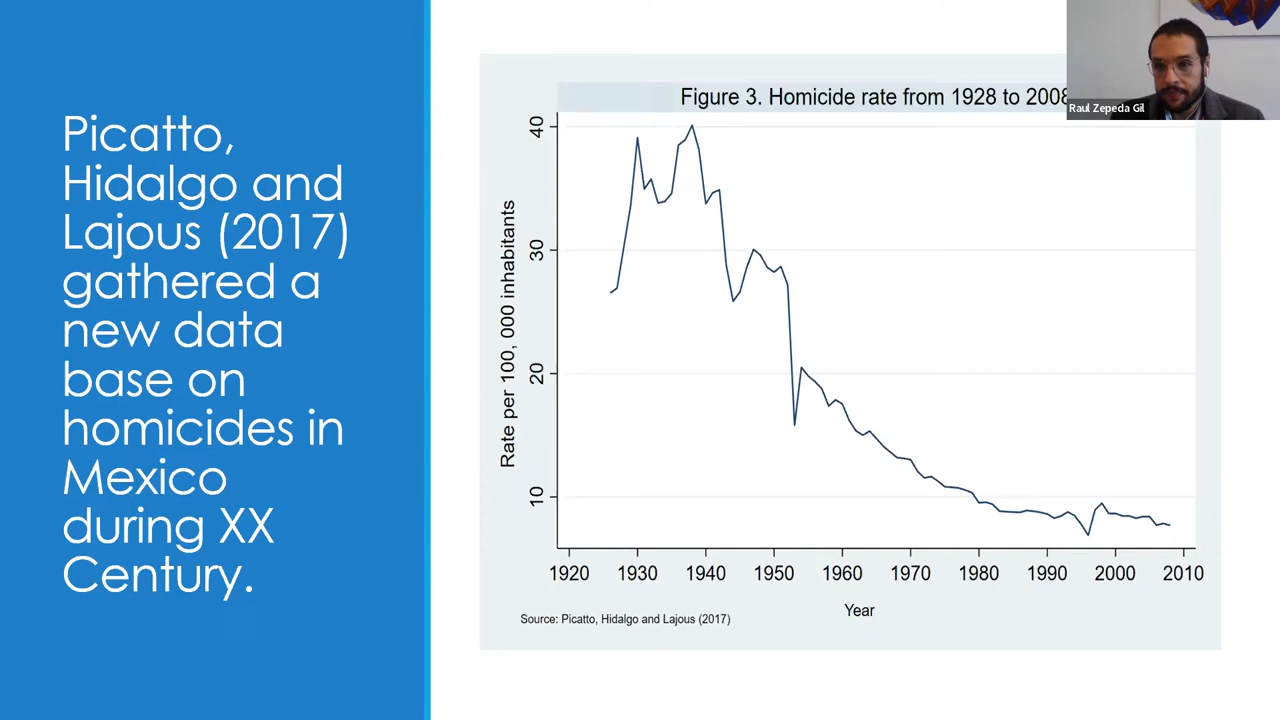 Picatto,
Hidalgo and
Lajous (2017)
gathered a
new data
base on
homicides in
Mexico
during XX
Century.
Figure 3. Homicide rate from 1928 to 2008
Raul Zepeda Gil
Rate per 100, 000 inhabitants
40
30
20
10
1920 1930 1940 1950 1960 1970 1980 1990 2000 2010
Year
Source: Picatto, Hidalgo and Lajous (2017)